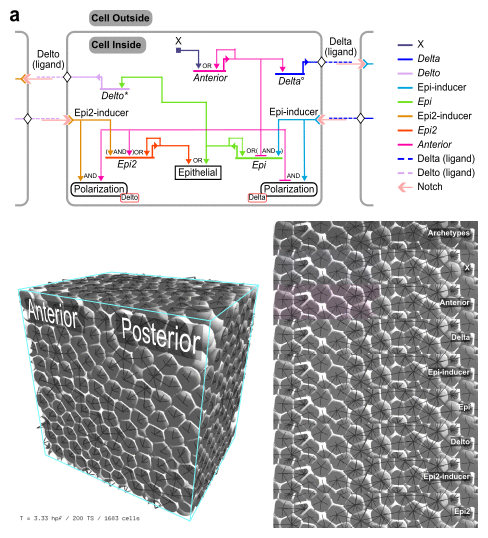 a
Cell Outside
Cell Inside
Delto
(ligand)
Delta
(ligand)
X
OR
Anterior
Delta°
Delto*
Epi2-inducer
Epi-inducer
(AND)OR
Epi2
OR
Epithelial
OR( AND )
Epi
AND
Polarization
Delto
AND
Polarization
Delta
X
Delta
Delto
Epi-inducer
Epi
Epi2-inducer
Epi2
Anterior
Delta (ligand)
Delto (ligand)
Notch
Anterior
Posterior
T = 3.33 hpf / 200 TS / 1683 cells
Archetypes
X
Anterior
Delta
Epi-Inducer
Epi
Delto
Epi2-inducer
Epi2